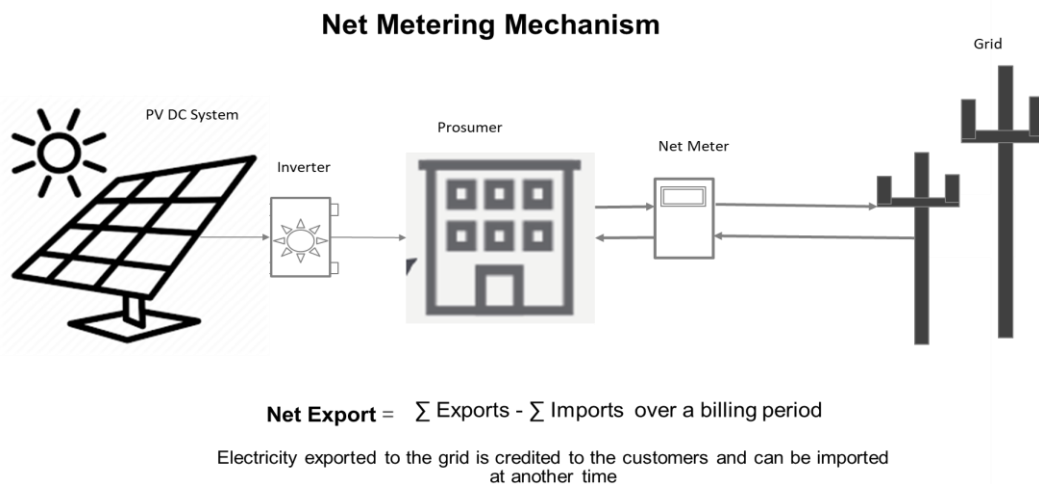 Net Metering Mechanism
Grid
PV DC System
Prosumer
Net Meter
Inverter
Net Export = ∑ Exports - ∑ Imports over a billing period
Electricity exported to the grid is credited to the customers and can be imported
at another time